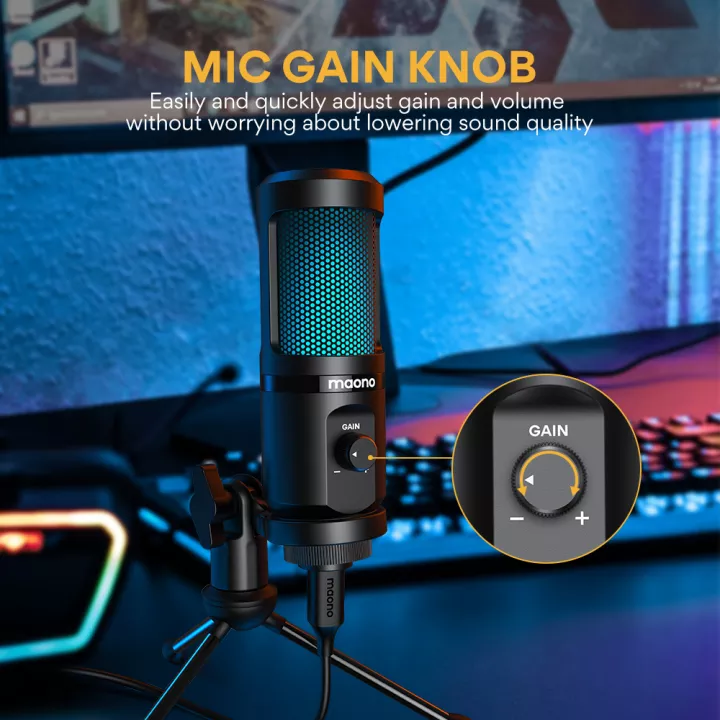 MIC GAIN KNOB
Easily and quickly adjust gain and volume
without worrying about lowering sound quality
maono
GAIN
- +
GAIN
- +
maono